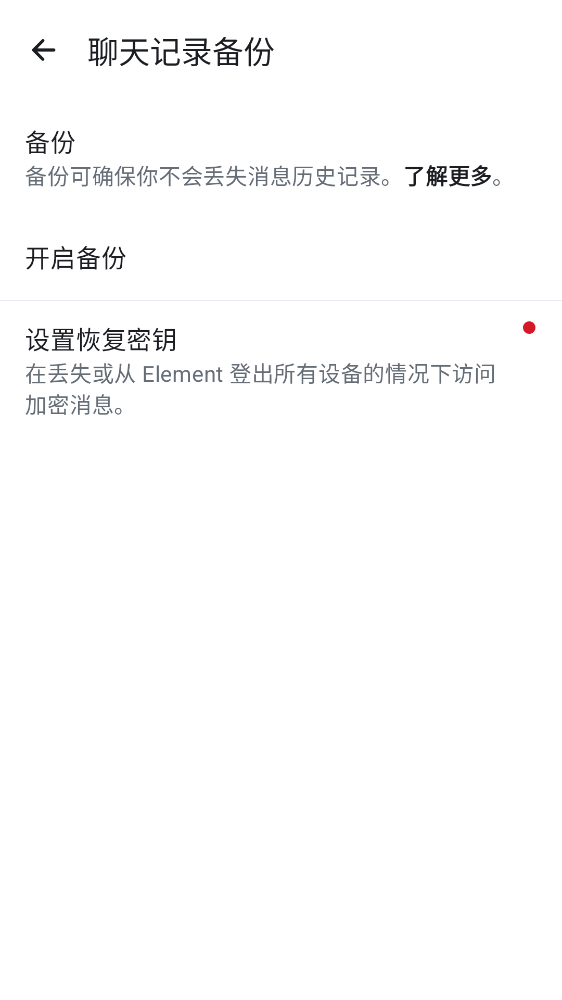 聊天记录备份
备份
备份可确保你不会丢失消息历史记录。了解更多。
开启备份
设置恢复密钥
在丢失或从 Element 登出所有设备的情况下访问
加密消息。